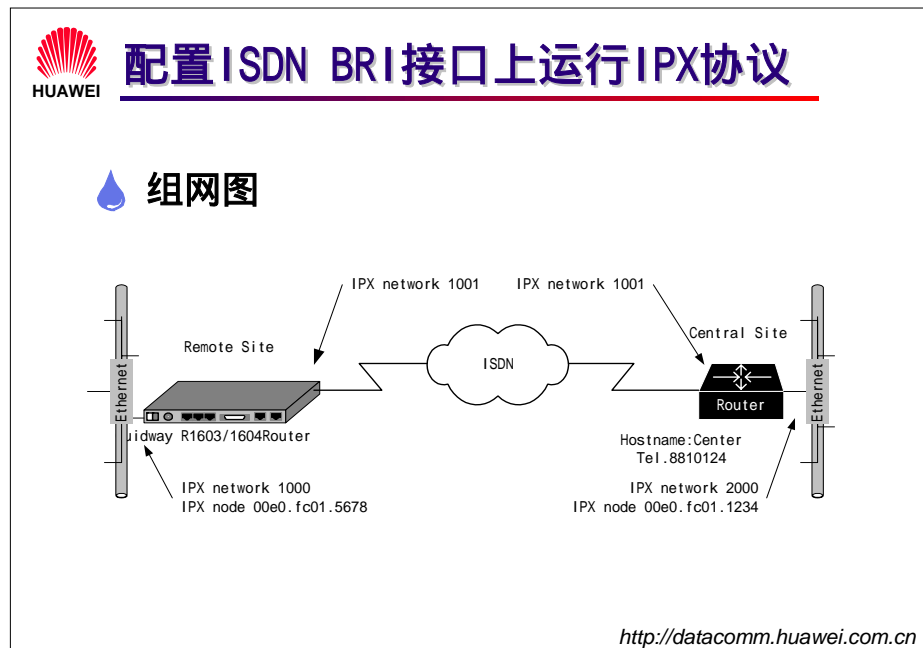 HUAWEI
配置ISDN BRI接口上运行IPX协议
组网图
IPX network 1001
IPX network 1001
Remote Site
ISDN
Central Site
Ethernet
Router
Ethernet
uidway R1603/1604Router
Hostname:Center
Tel.8810124
IPX network 1000
IPX node 00e0.fc01.5678
IPX network 2000
IPX node 00e0.fc01.1234
http://datacomm.huawei.com.cn